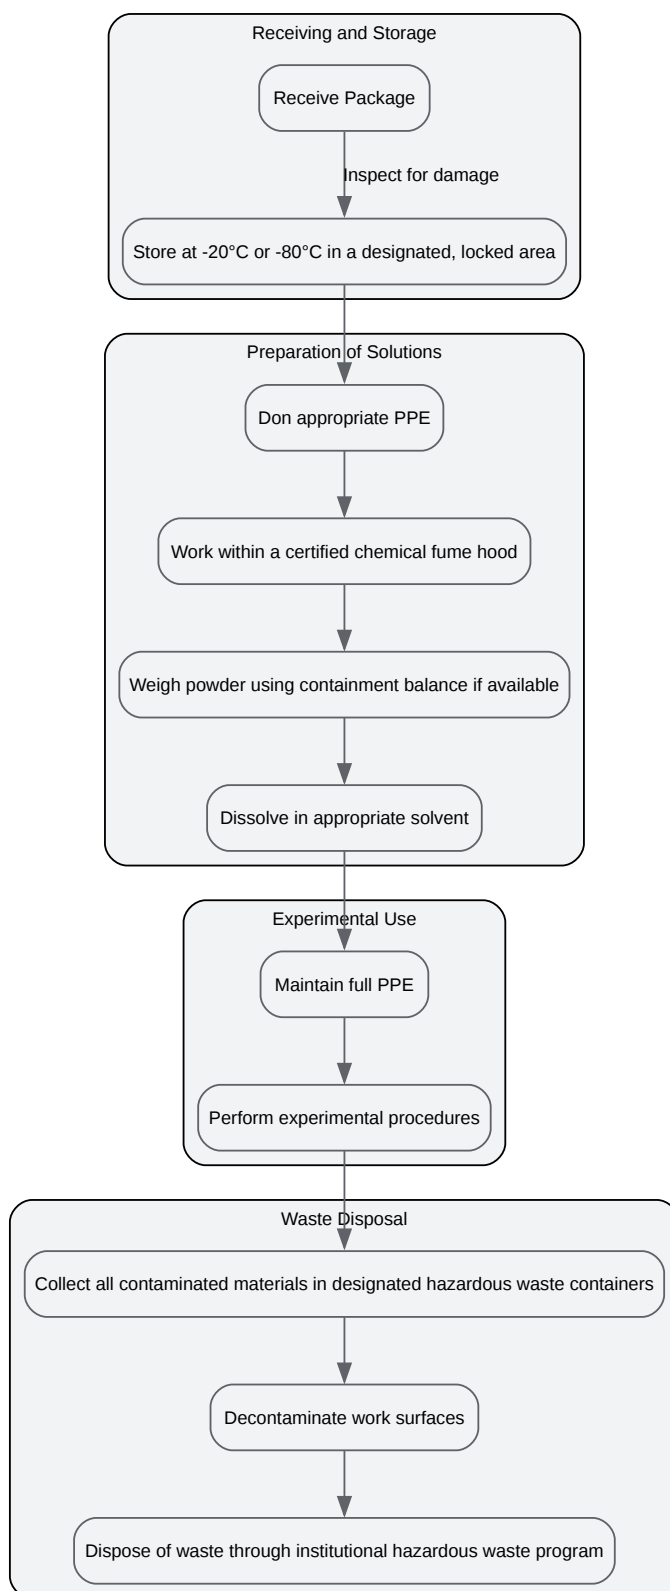 Receiving and Storage
Receive Package
Inspect for damage
Store at -20°C or -80°C in a designated, locked area
Preparation of Solutions
Don appropriate PPE
Work within a certified chemical fume hood
Weigh powder using containment balance if available
Dissolve in appropriate solvent
Experimental Use
Maintain full PPE
Perform experimental procedures
Waste Disposal
Collect all contaminated materials in designated hazardous waste containers
Decontaminate work surfaces
Dispose of waste through institutional hazardous waste program